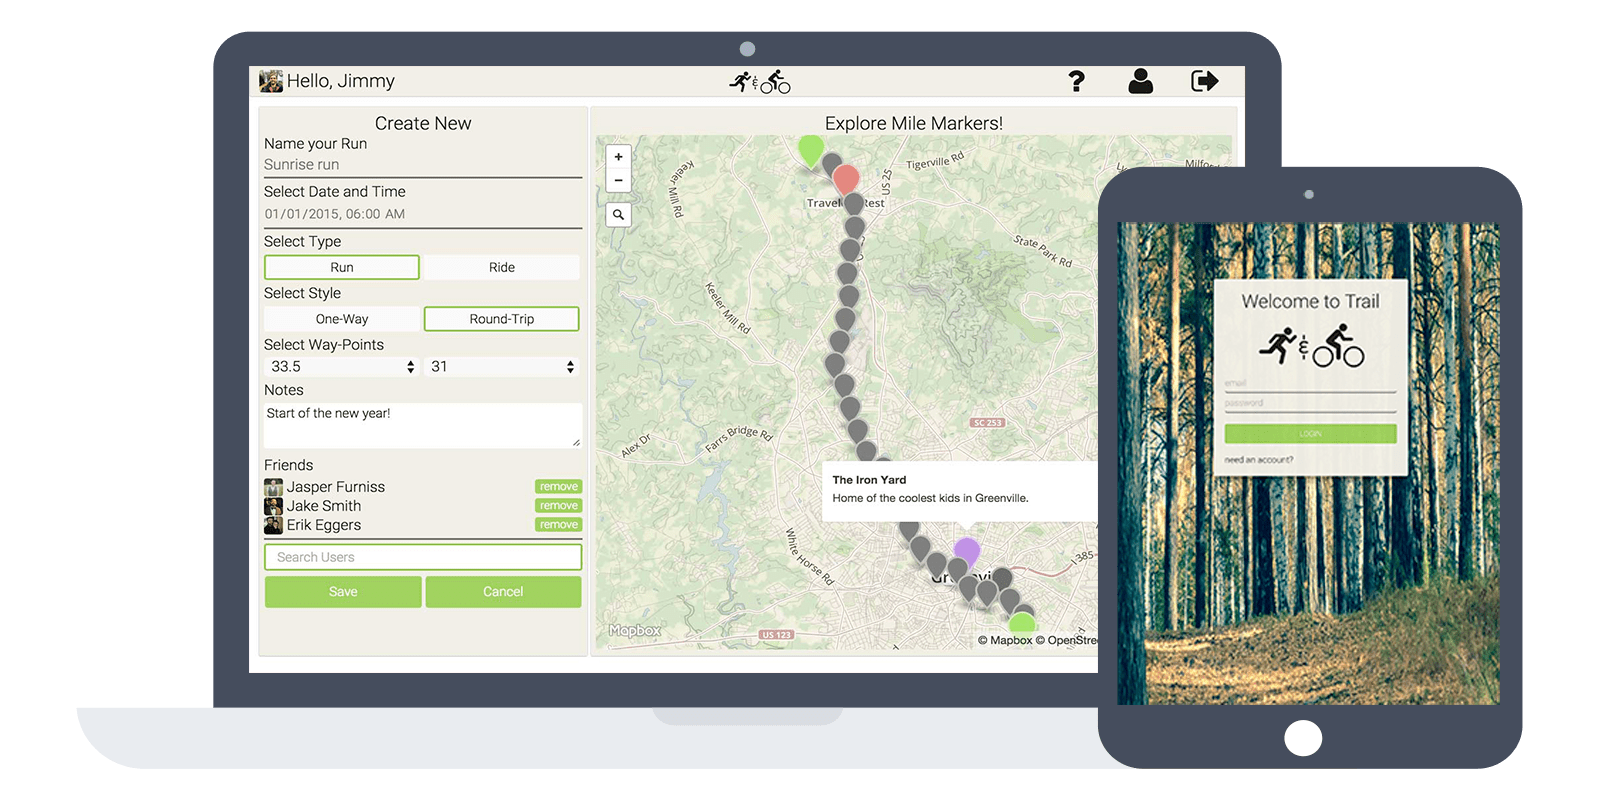 Hello, Jimmy
&
?
Create New
Name your Run
Sunrise run
Select Date and Time
01/01/2015, 06:00 AM
Select Type
Run Ride
Select Style
One-Way Round-Trip
Select Way-Points
33.5 31
Notes
Start of the new year!
Friends
Jasper Furniss remove
Jake Smith remove
Erik Eggers remove
Search Users
Save Cancel
Explore Mile Markers!
+
−
Tigerville Rd
Keeler Mill Rd
US 25
Rest
State Park Rd
Keeler Mill Rd
SC 253
Alex Dr
Farrs Bridge Rd
The Iron Yard
Home of the coolest kids in Greenville.
White Horse Rd
I-385
US 123
Mapbox
© Mapbox © OpenStre
Welcome to Trail
&
email
password
LOGIN
need an account?